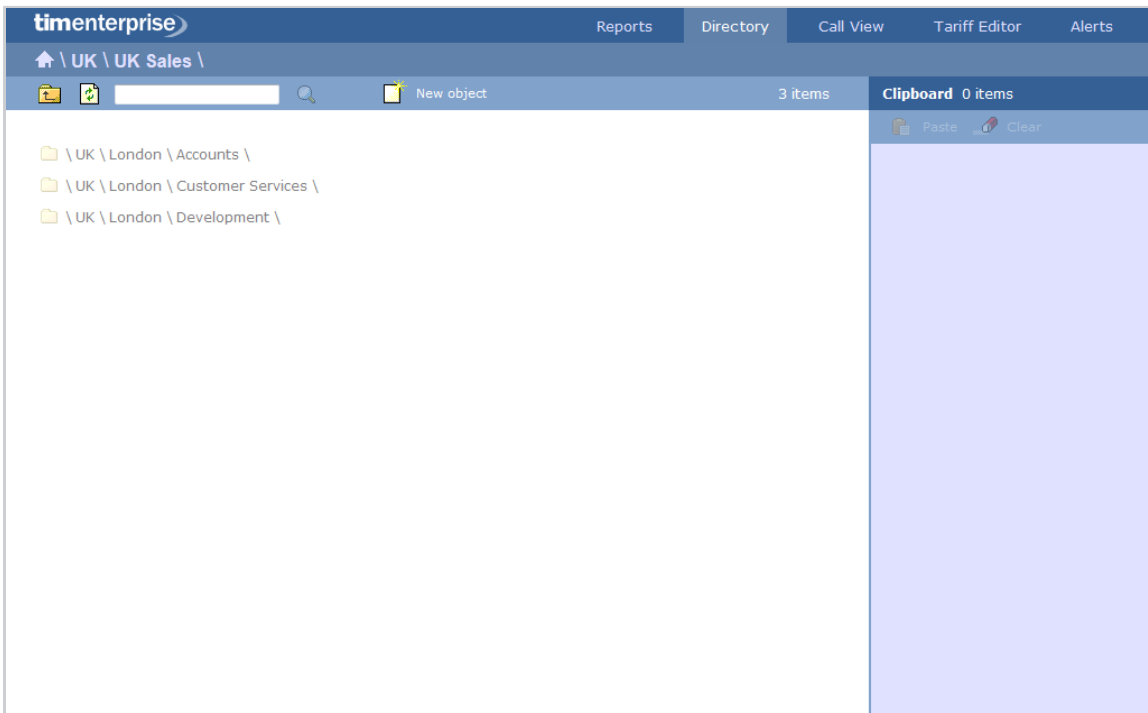 timenterprise
Reports Directory Call View Tariff Editor Alerts
\ UK \ UK Sales \
New object 3 items Clipboard 0 items
Paste Clear
\ UK \ London \ Accounts \
\ UK \ London \ Customer Services \
\ UK \ London \ Development \